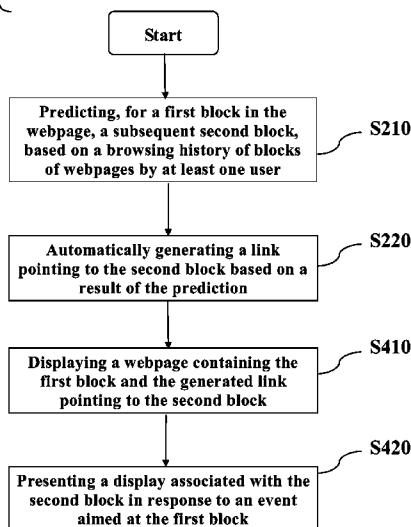 Start
Predicting, for a first block in the
webpage, a subsequent second block,
based on a browsing history of blocks
of webpages by at least one user
S210
Automatically generating a link
pointing to the second block based on a
result of the prediction
S220
Displaying a webpage containing the
first block and the generated link
pointing to the second block
S410
Presenting a display associated with the
second block in response to an event
aimed at the first block
S420